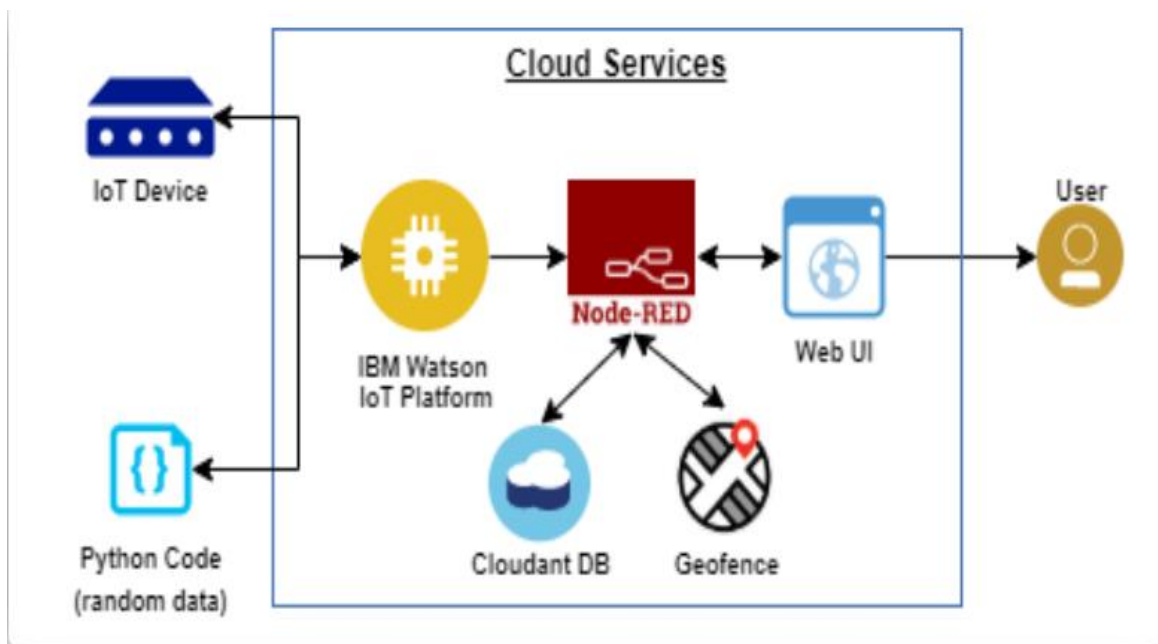 Cloud Services
IoT Device
User
IBM Watson
IoT Platform
Node-RED
Web UI
Python Code
(random data)
{}
Cloudant DB
Geofence